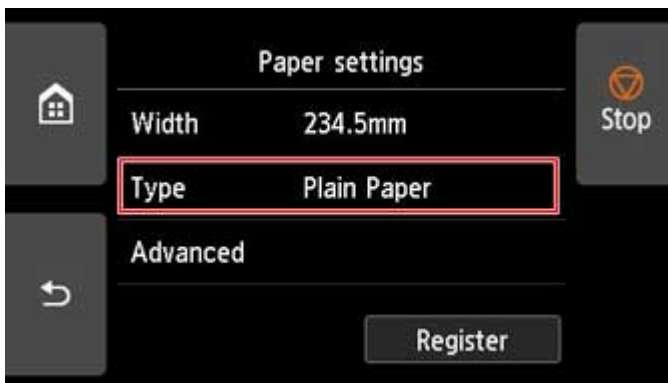 Paper settings
Stop
Width 234.5mm
Type Plain Paper
Advanced
Register